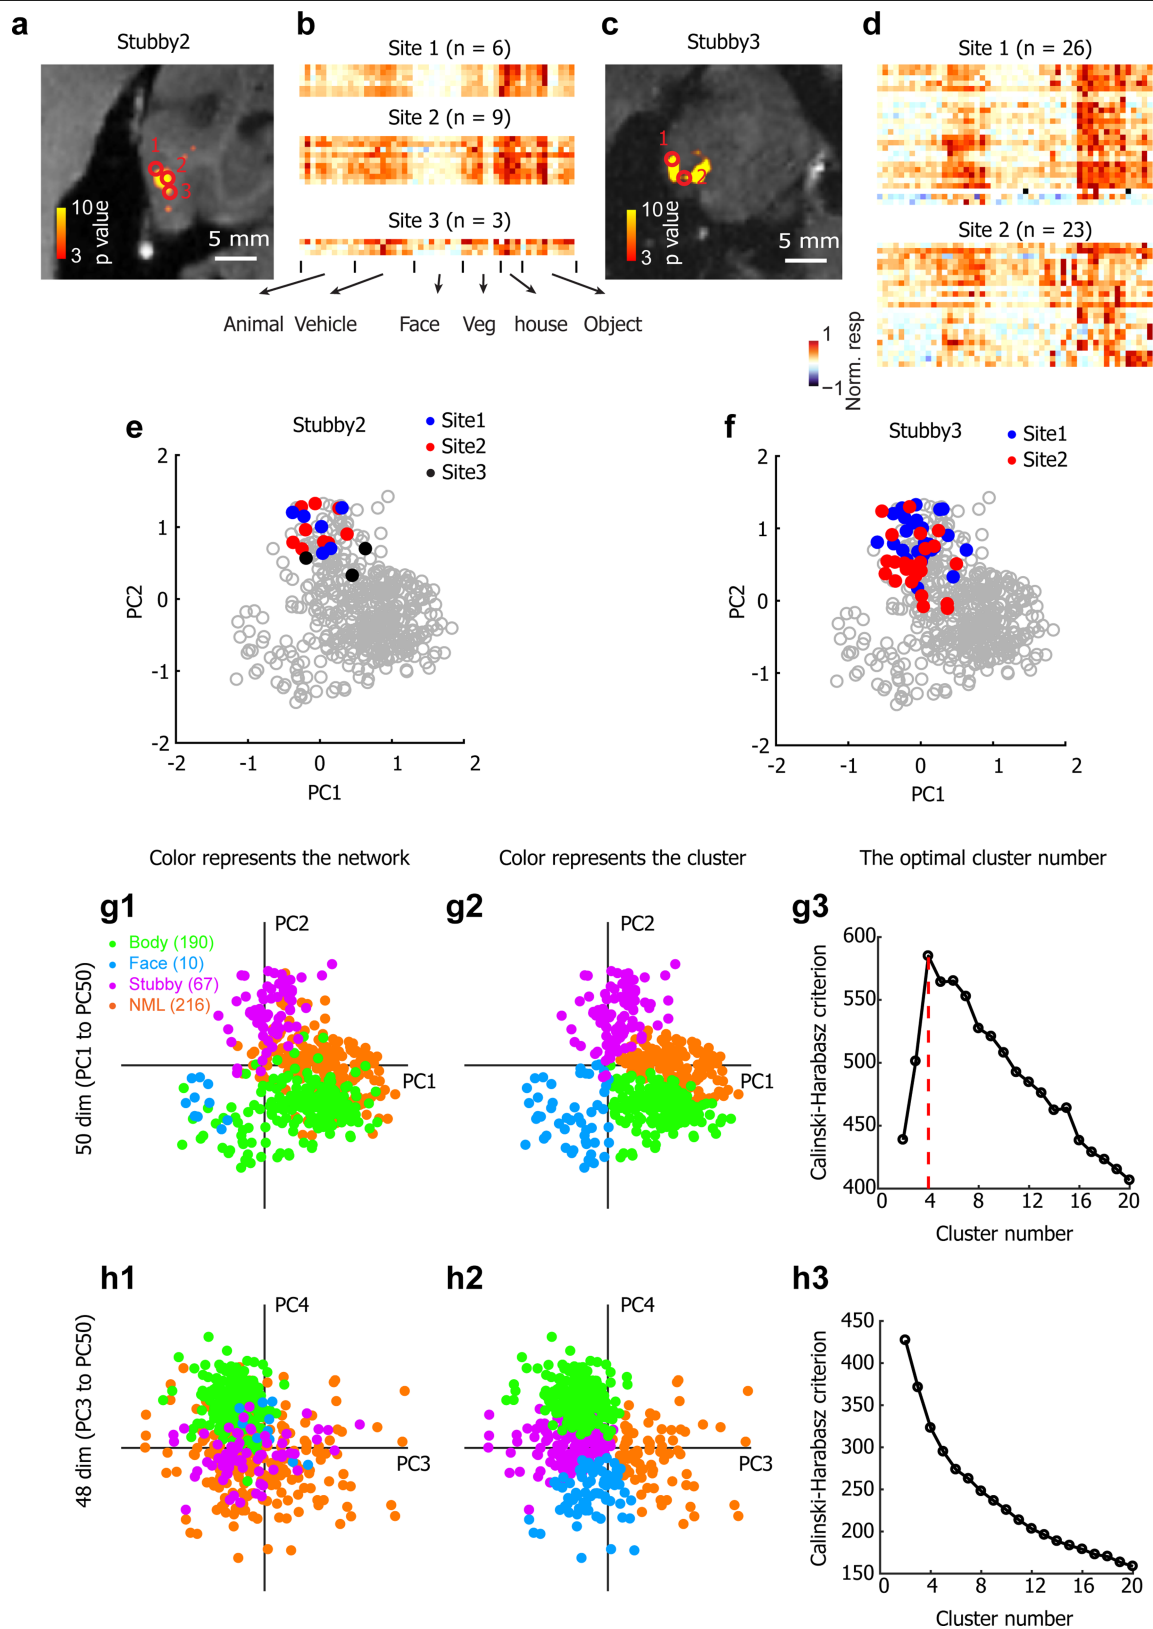 a
Stubby2
1
2
3
10
3
p value
5 mm
b
Site 1 (n = 6)
Site 2 (n = 9)
Site 3 (n = 3)
Animal Vehicle Face Veg house Object
c
Stubby3
1
2
10
3
p value
5 mm
d
Site 1 (n = 26)
Site 2 (n = 23)
1
−1
Norm. resp
e
Stubby2
Site1
Site2
Site3
2
1
0
-1
-2
PC2
-2 -1 0 1 2
PC1
f
Stubby3
Site1
Site2
2
1
0
-1
-2
PC2
-2 -1 0 1 2
PC1
Color represents the network
Color represents the cluster
The optimal cluster number
50 dim (PC1 to PC50)
g1
PC2
Body (190)
Face (10)
Stubby (67)
NML (216)
PC1
g2
PC2
PC1
g3
600
550
500
450
400
Calinski-Harabasz criterion
0 4 8 12 16 20
Cluster number
48 dim (PC3 to PC50)
h1
PC4
PC3
h2
PC4
PC3
h3
450
400
350
300
250
200
150
Calinski-Harabasz criterion
0 4 8 12 16 20
Cluster number